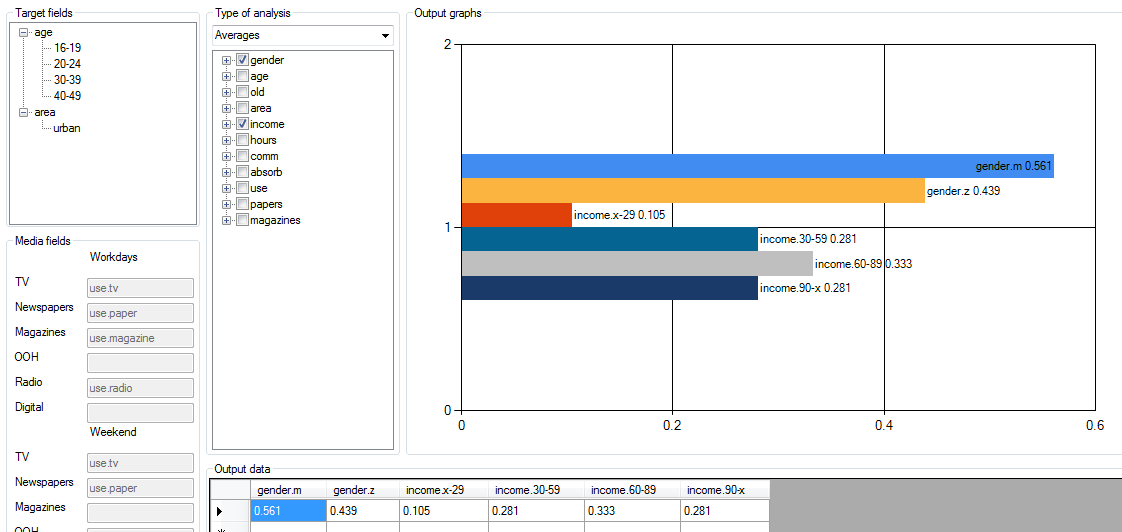 Target fields
age
16-19
20-24
30-39
40-49
area
urban
Media fields
Workdays
TV use.tv
Newspapers use.paper
Magazines use.magazine
OOH
Radio use.radio
Digital
Weekend
TV use.tv
Newspapers use.paper
Magazines
OOH
Type of analysis
Averages
gender
age
old
area
income
hours
comm
absorb
use
papers
magazines
Output graphs
2
gender.m 0.561
gender.z 0.439
income.x-29 0.105
1
income.30-59 0.281
income.60-89 0.333
income.90-x 0.281
0
0 0.2 0.4 0.6
Output data
gender.m gender.z income.x-29 income.30-59 income.60-89 income.90-x
0.561 0.439 0.105 0.281 0.333 0.281